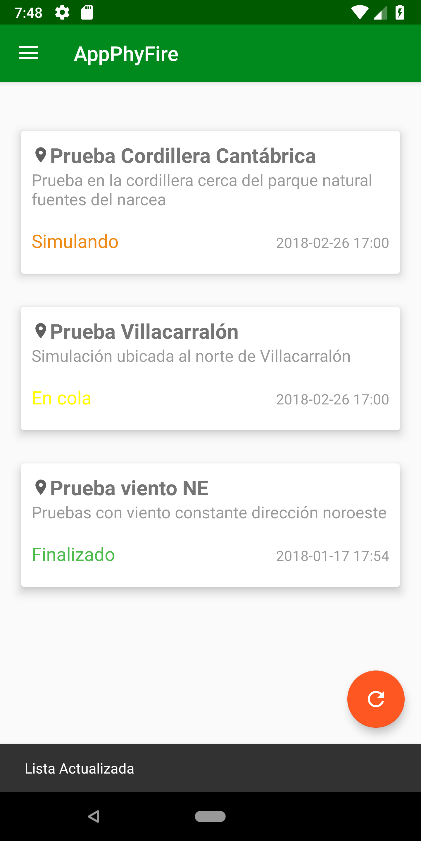 7:48
AppPhyFire
Prueba Cordillera Cantábrica
Prueba en la cordillera cerca del parque natural
fuentes del narcea
Simulando 2018-02-26 17:00
Prueba Villacarralón
Simulación ubicada al norte de Villacarralón
En cola 2018-02-26 17:00
Prueba viento NE
Pruebas con viento constante dirección noroeste
Finalizado 2018-01-17 17:54
Lista Actualizada